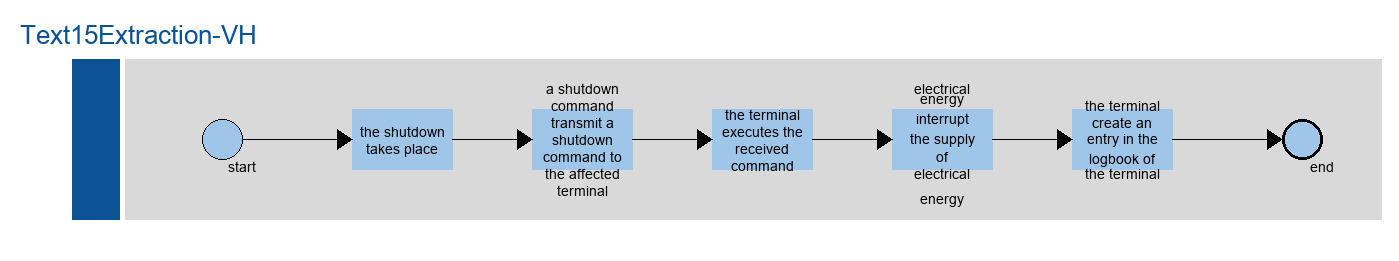 Text15Extraction-VH
start
the shutdown
takes place
a shutdown
command
transmit a
shutdown
command to
the affected
terminal
the terminal
executes the
received
command
electrical
energy
interrupt
the supply
of
electrical
energy
the terminal
create an
entry in the
logbook of
the terminal
end